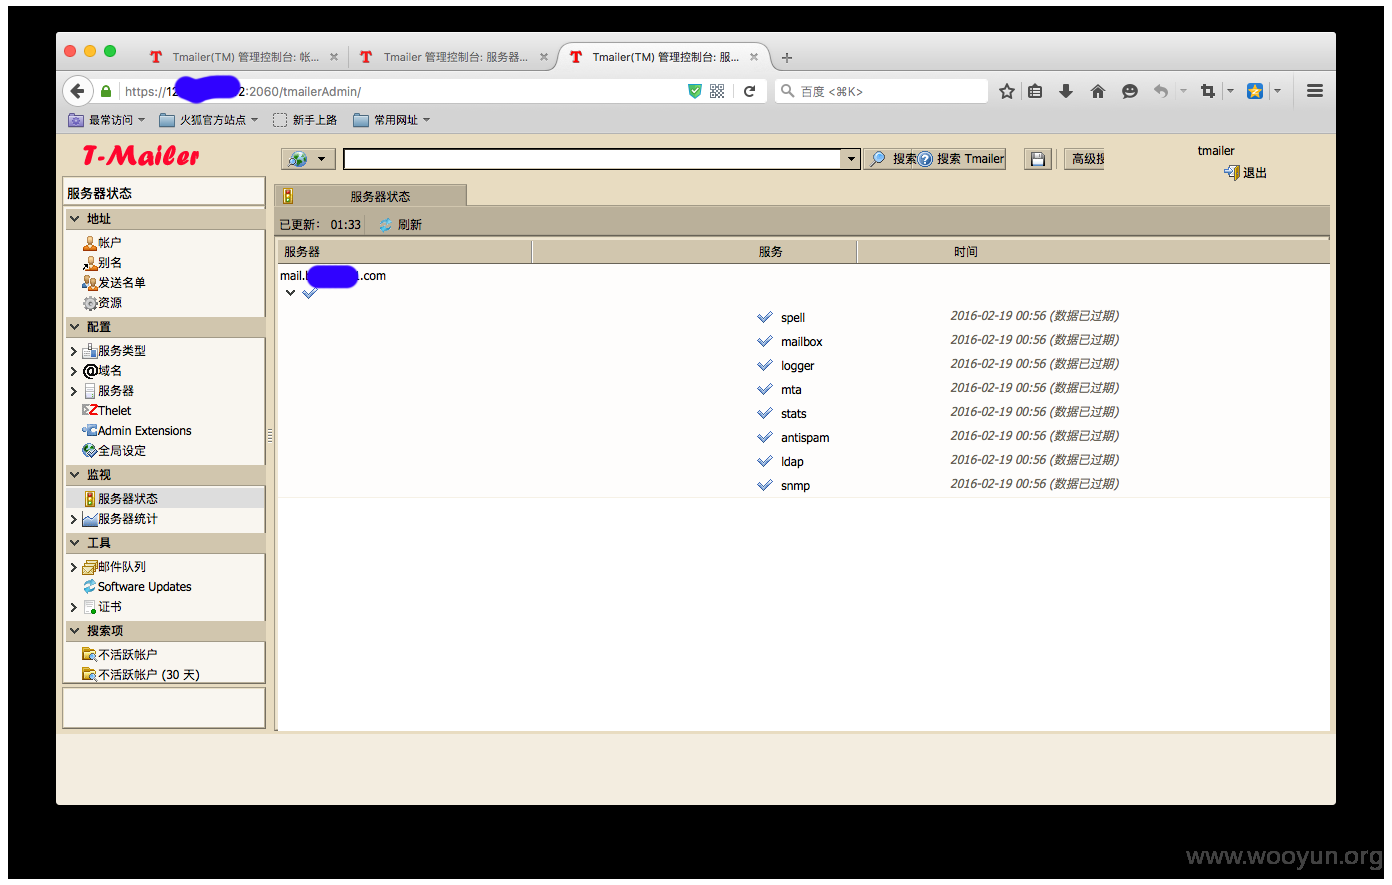 Tmailer(TM) 管理控制台: 帐...
Tmailer 管理控制台: 服务器...
Tmailer(TM) 管理控制台: 服...
https://12 2:2060/tmailerAdmin/
百度 <⌘K>
最常访问
火狐官方站点
新手上路
常用网址
T-Mailer
搜索
搜索 Tmailer
高级搜
tmailer
退出
服务器状态
地址
帐户
别名
发送名单
资源
配置
服务类型
域名
服务器
Thelet
Admin Extensions
全局设定
监视
服务器状态
服务器统计
工具
邮件队列
Software Updates
证书
搜索项
不活跃帐户
不活跃帐户 (30 天)
服务器状态
已更新: 01:33 刷新
服务器 服务 时间
mail. .com
spell 2016-02-19 00:56 (数据已过期)
mailbox 2016-02-19 00:56 (数据已过期)
logger 2016-02-19 00:56 (数据已过期)
mta 2016-02-19 00:56 (数据已过期)
stats 2016-02-19 00:56 (数据已过期)
antispam 2016-02-19 00:56 (数据已过期)
ldap 2016-02-19 00:56 (数据已过期)
snmp 2016-02-19 00:56 (数据已过期)
www.wooyun.org